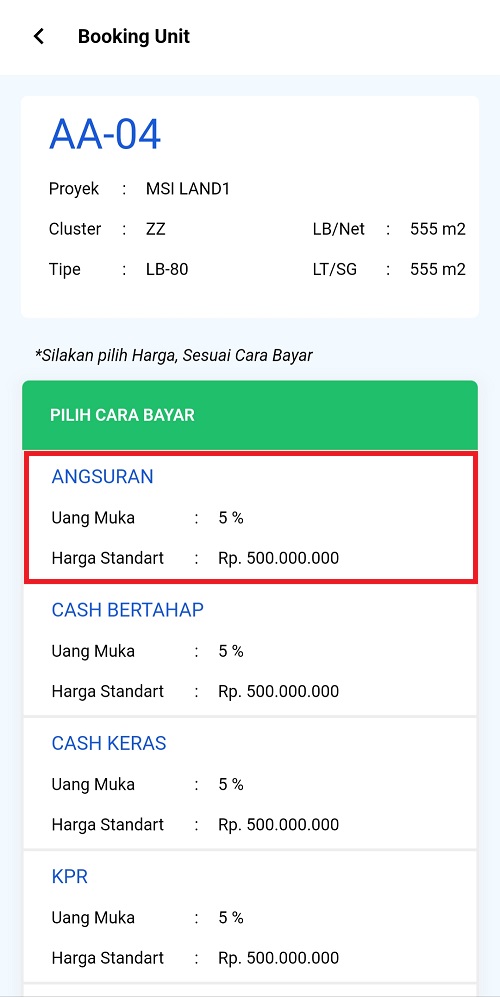 Booking Unit
AA-04
Proyek : MSI LAND1
Cluster : ZZ LB/Net : 555 m2
Tipe : LB-80 LT/SG : 555 m2
*Silakan pilih Harga, Sesuai Cara Bayar
PILIH CARA BAYAR
ANGSURAN
Uang Muka : 5 %
Harga Standart : Rp. 500.000.000
CASH BERTAHAP
Uang Muka : 5 %
Harga Standart : Rp. 500.000.000
CASH KERAS
Uang Muka : 5 %
Harga Standart : Rp. 500.000.000
KPR
Uang Muka : 5 %
Harga Standart : Rp. 500.000.000